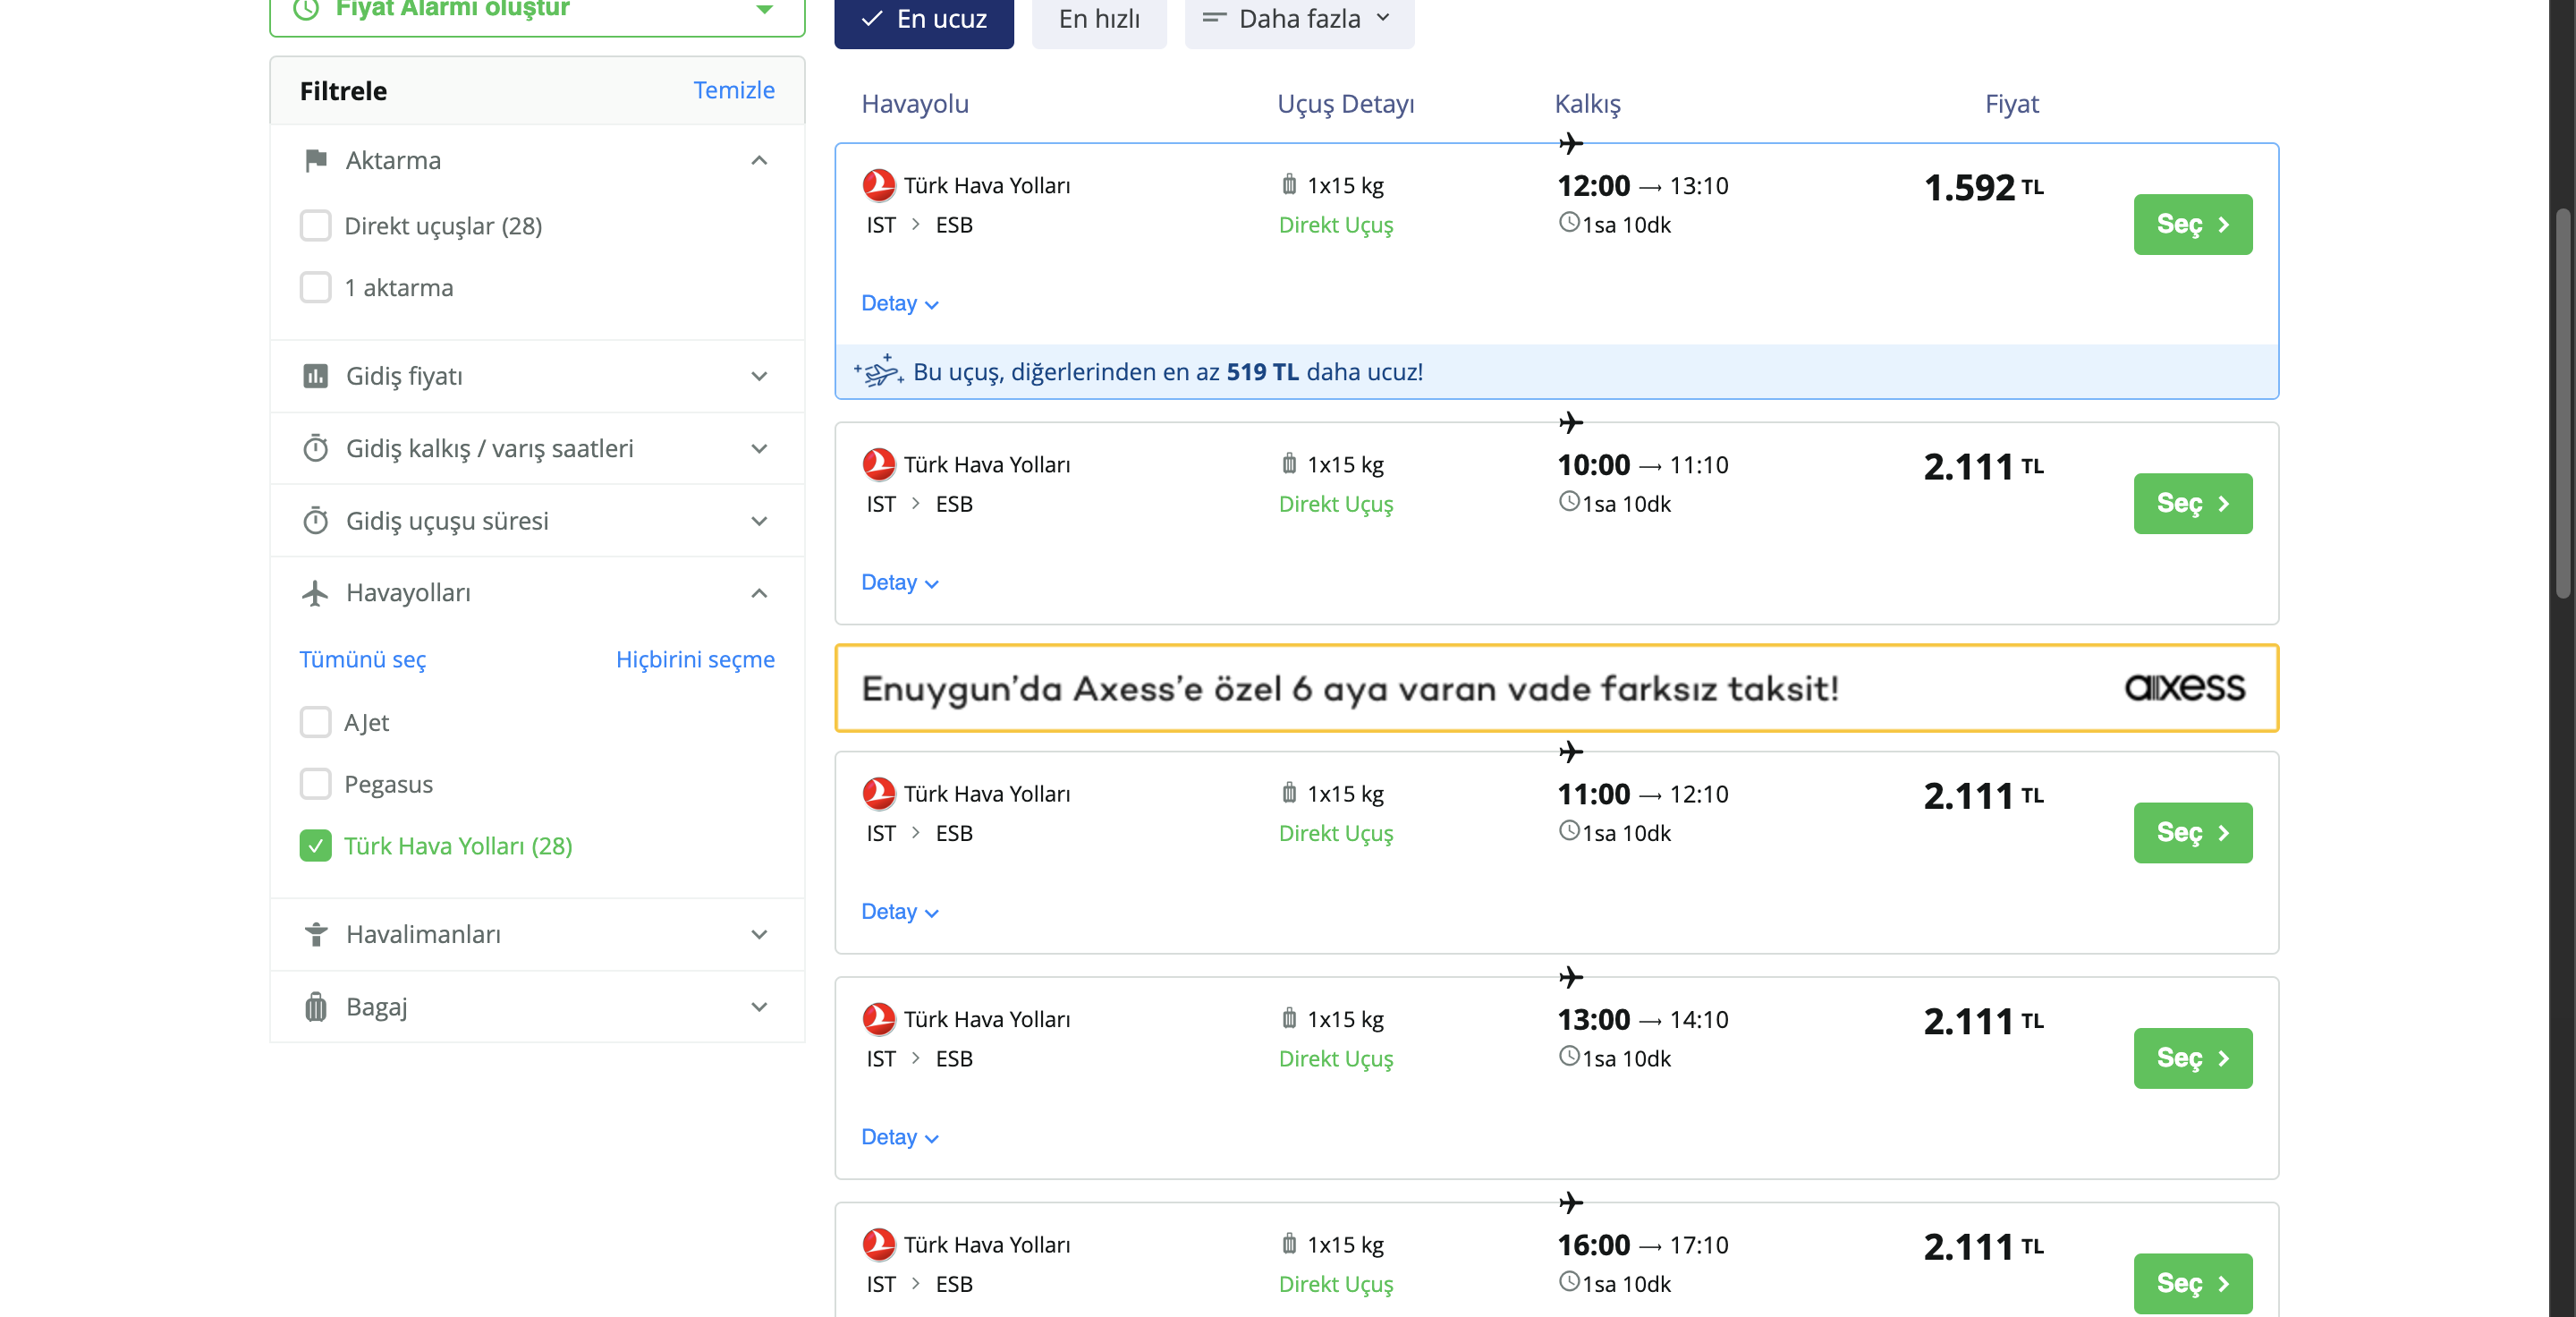 Fiyat Alarmı oluştur
Filtrele
Temizle
Aktarma
Direkt uçuşlar (28)
1 aktarma
Gidiş fiyatı
Gidiş kalkış / varış saatleri
Gidiş uçuşu süresi
Havayolları
Tümünü seç
Hiçbirini seçme
AJet
Pegasus
Türk Hava Yolları (28)
Havalimanları
Bagaj
En ucuz
En hızlı
Daha fazla
Havayolu
Uçuş Detayı
Kalkış
Fiyat
Türk Hava Yolları
IST > ESB
1x15 kg
Direkt Uçuş
12:00 → 13:10
1sa 10dk
1.592 TL
Seç
Detay
Bu uçuş, diğerlerinden en az 519 TL daha ucuz!
Türk Hava Yolları
IST > ESB
1x15 kg
Direkt Uçuş
10:00 → 11:10
1sa 10dk
2.111 TL
Seç
Detay
Enuygun’da Axess’e özel 6 aya varan vade farksız taksit!
axess
Türk Hava Yolları
IST > ESB
1x15 kg
Direkt Uçuş
11:00 → 12:10
1sa 10dk
2.111 TL
Seç
Detay
Türk Hava Yolları
IST > ESB
1x15 kg
Direkt Uçuş
13:00 → 14:10
1sa 10dk
2.111 TL
Seç
Detay
Türk Hava Yolları
IST > ESB
1x15 kg
Direkt Uçuş
16:00 → 17:10
1sa 10dk
2.111 TL
Seç